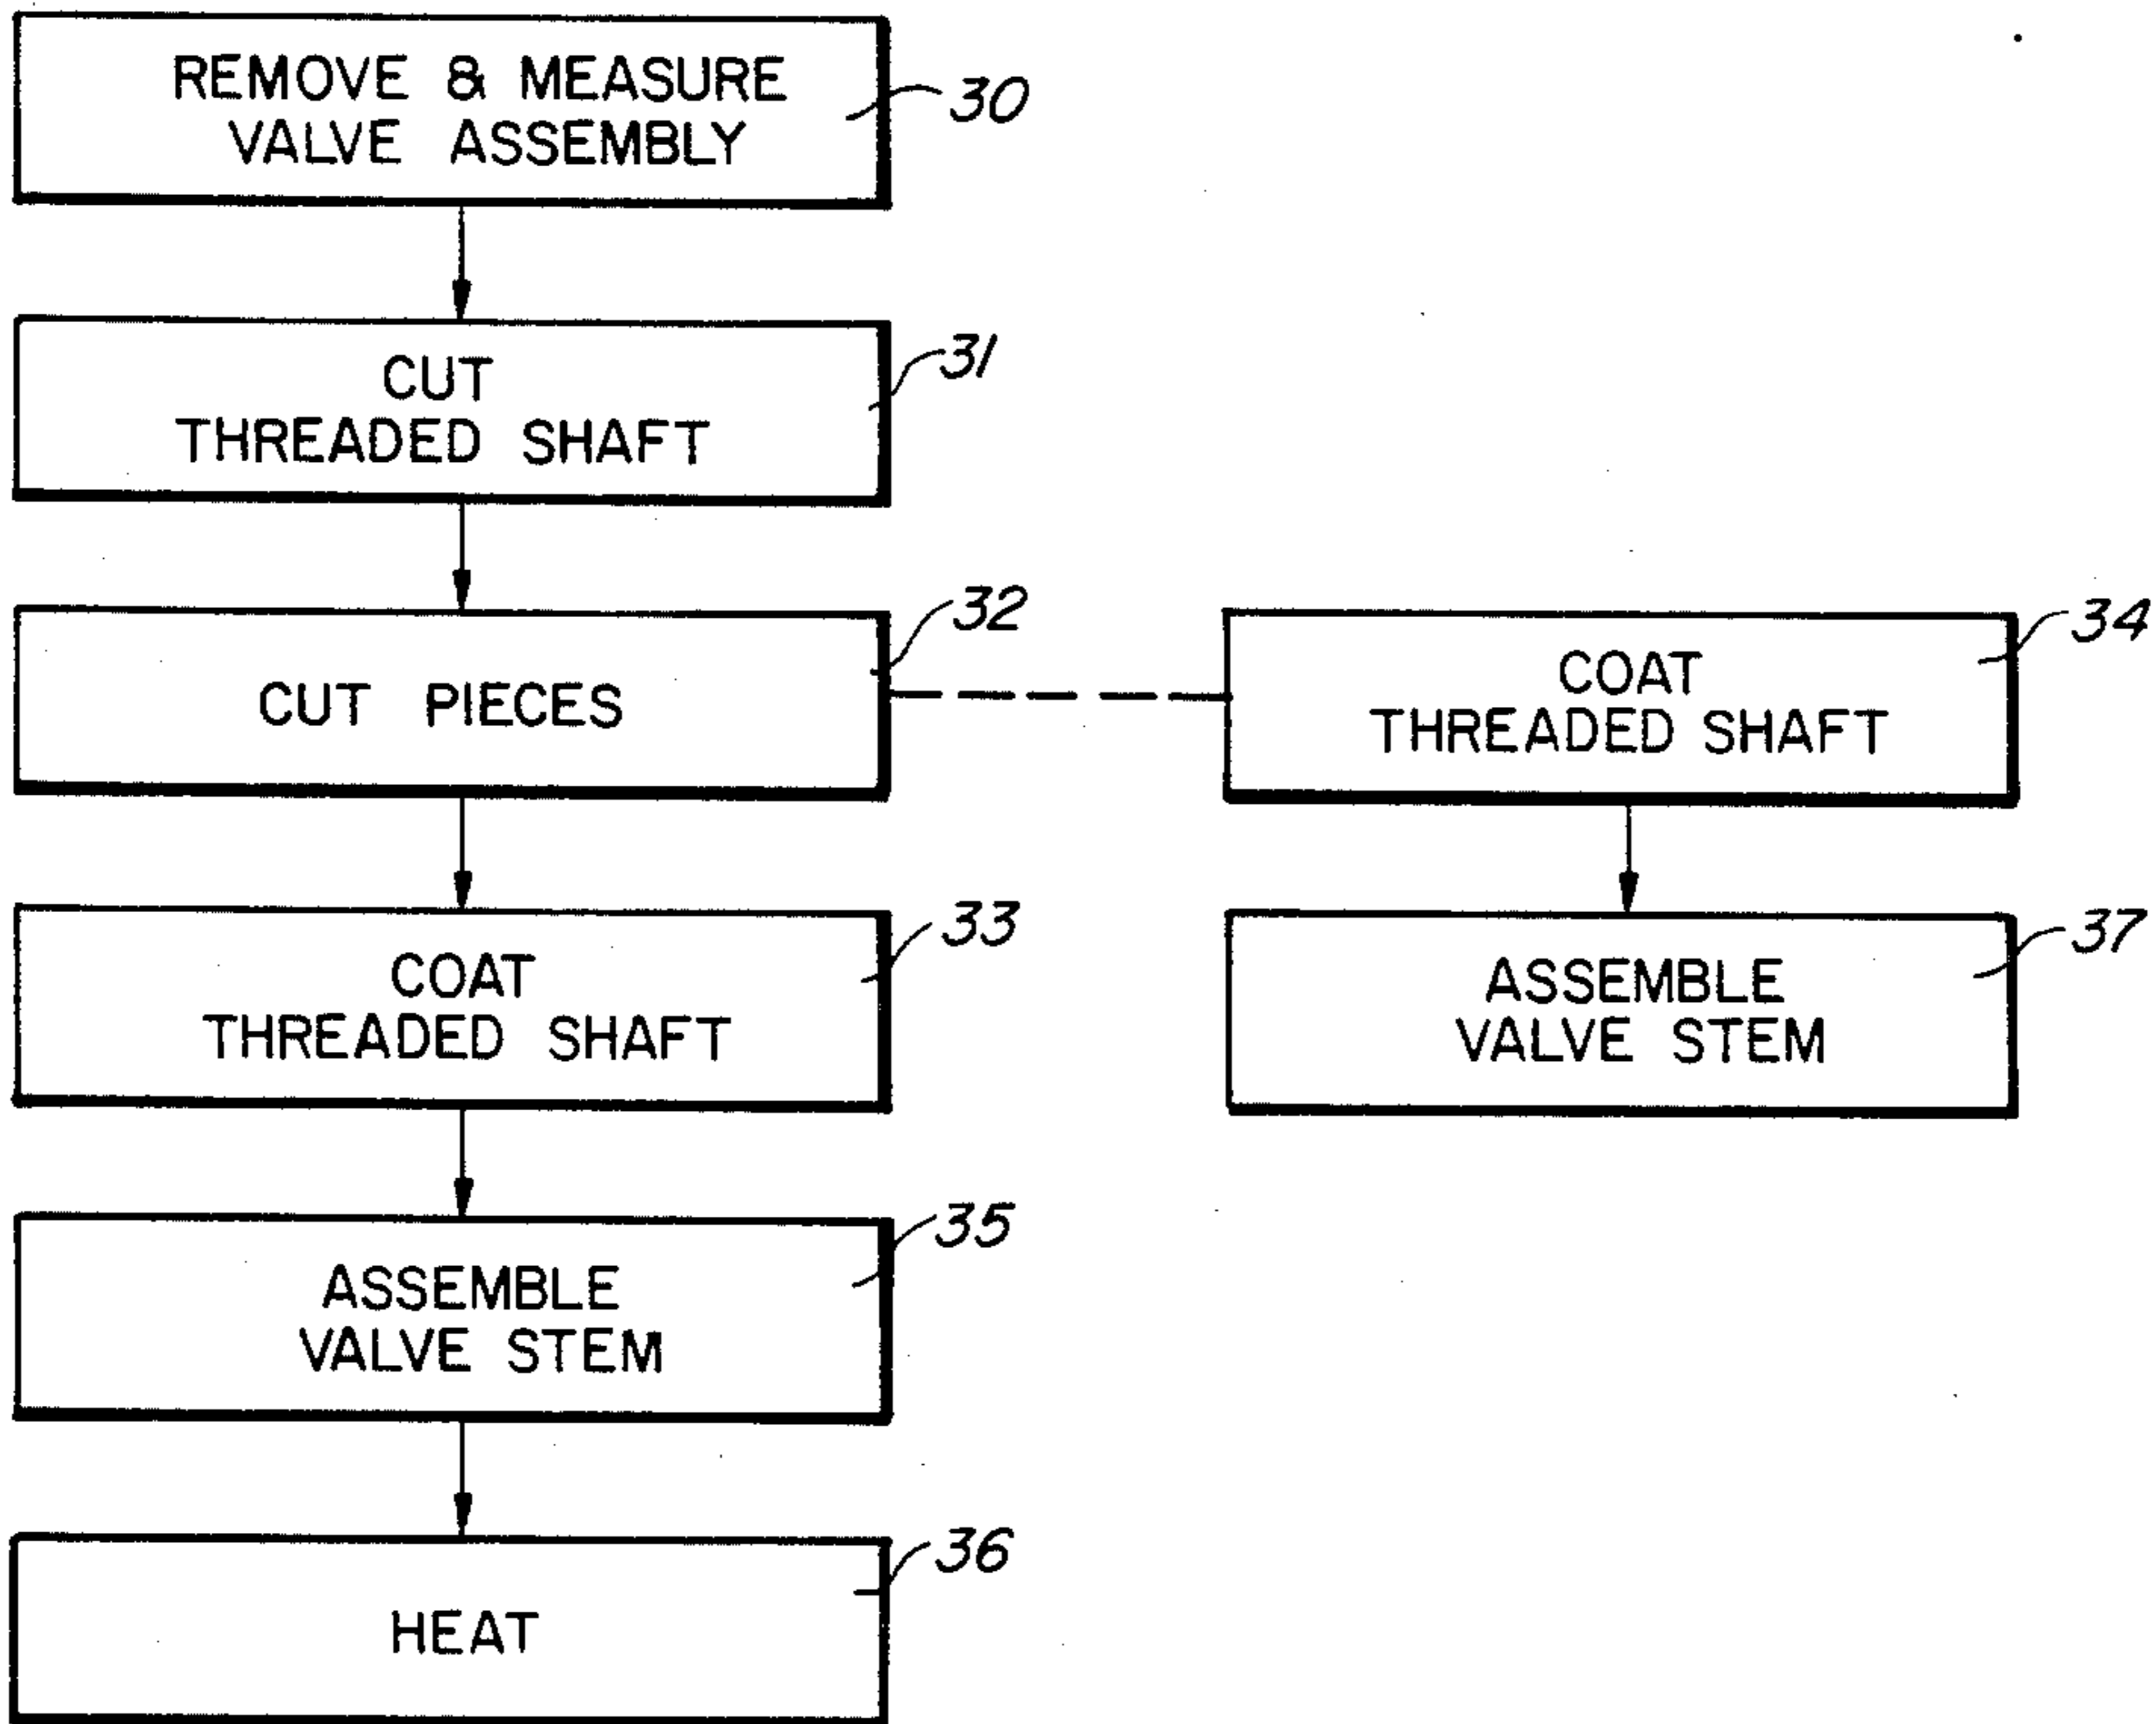 REMOVE & MEASURE
VALVE ASSEMBLY
30
CUT
THREADED SHAFT
31
CUT PIECES
32
COAT
THREADED SHAFT
34
COAT
THREADED SHAFT
33
ASSEMBLE
VALVE STEM
37
ASSEMBLE
VALVE STEM
35
HEAT
36